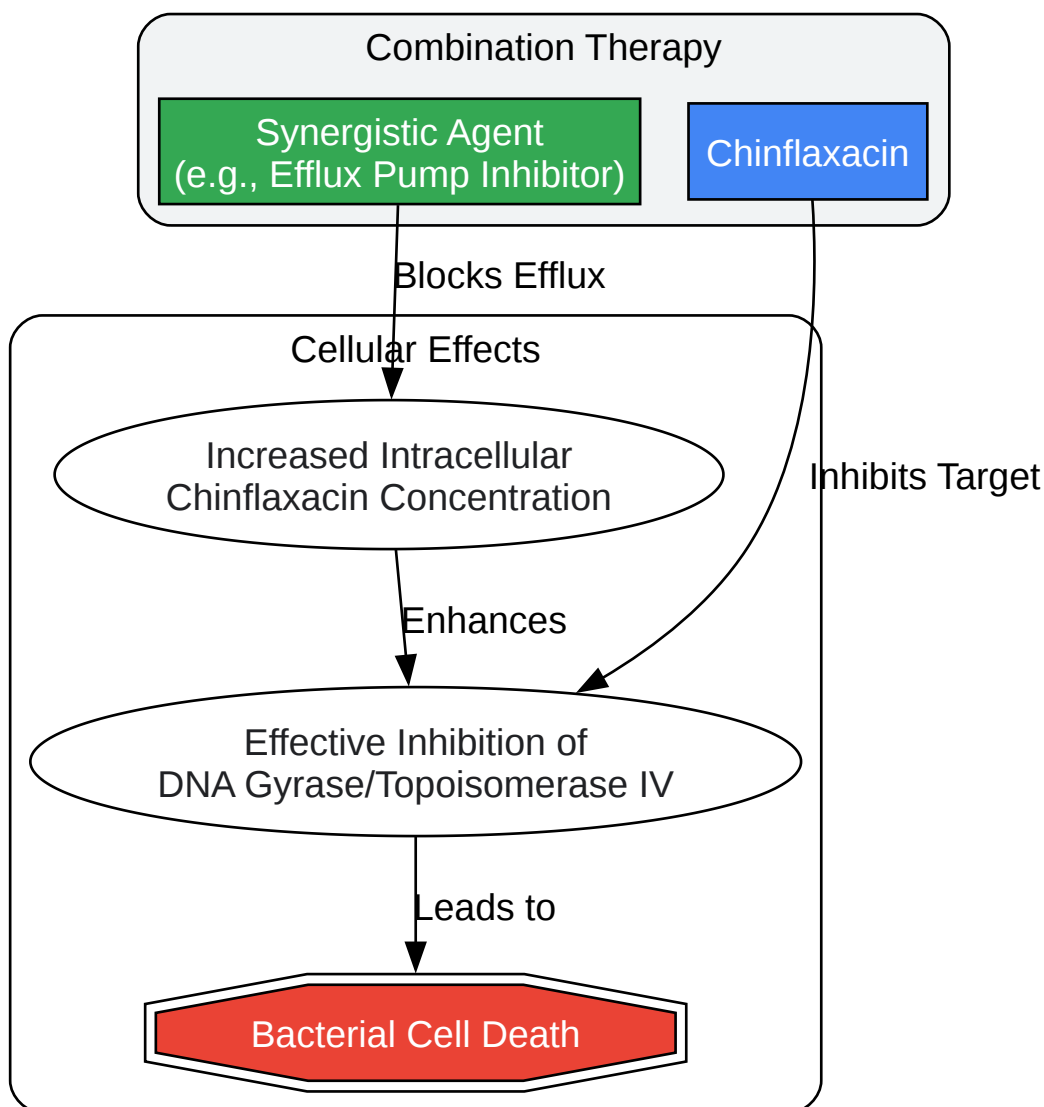 Combination Therapy
Synergistic Agent
(e.g., Efflux Pump Inhibitor)
Chinflaxacin
Blocks Efflux
Cellular Effects
Increased Intracellular
Chinflaxacin Concentration
Inhibits Target
Enhances
Effective Inhibition of
DNA Gyrase/Topoisomerase IV
Leads to
Bacterial Cell Death